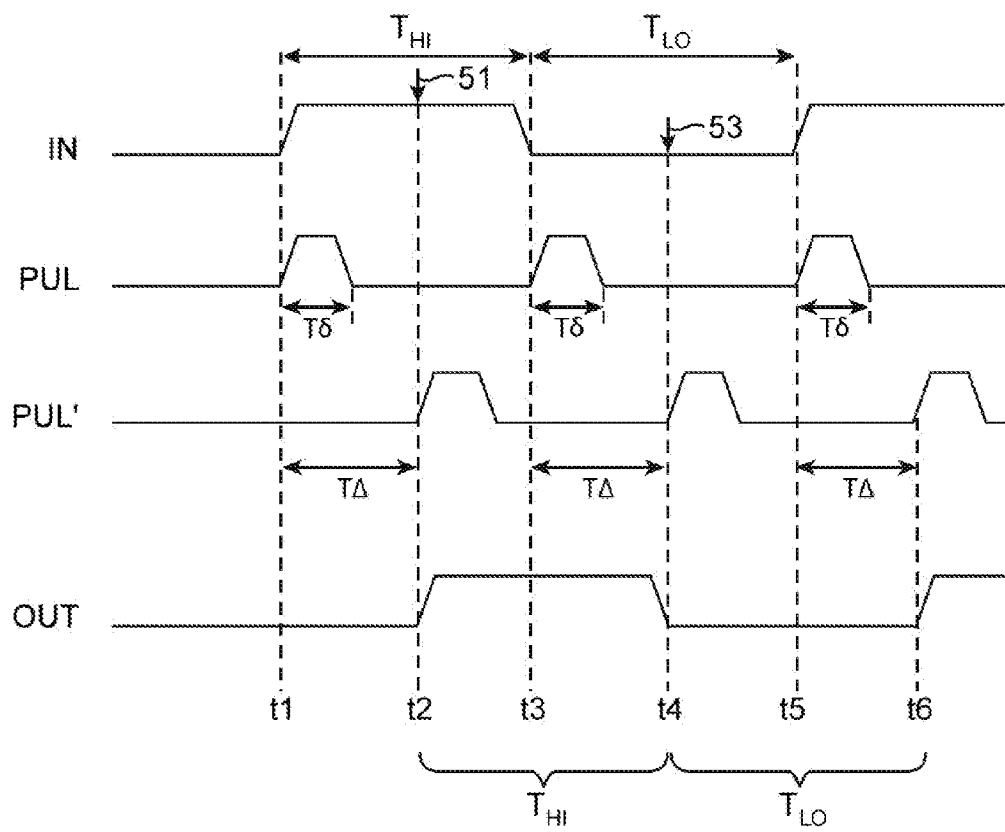 T_HI T_LO
51
53
IN
PUL
Tδ Tδ Tδ
PUL'
TΔ TΔ TΔ
OUT
t1 t2 t3 t4 t5 t6
T_HI T_LO